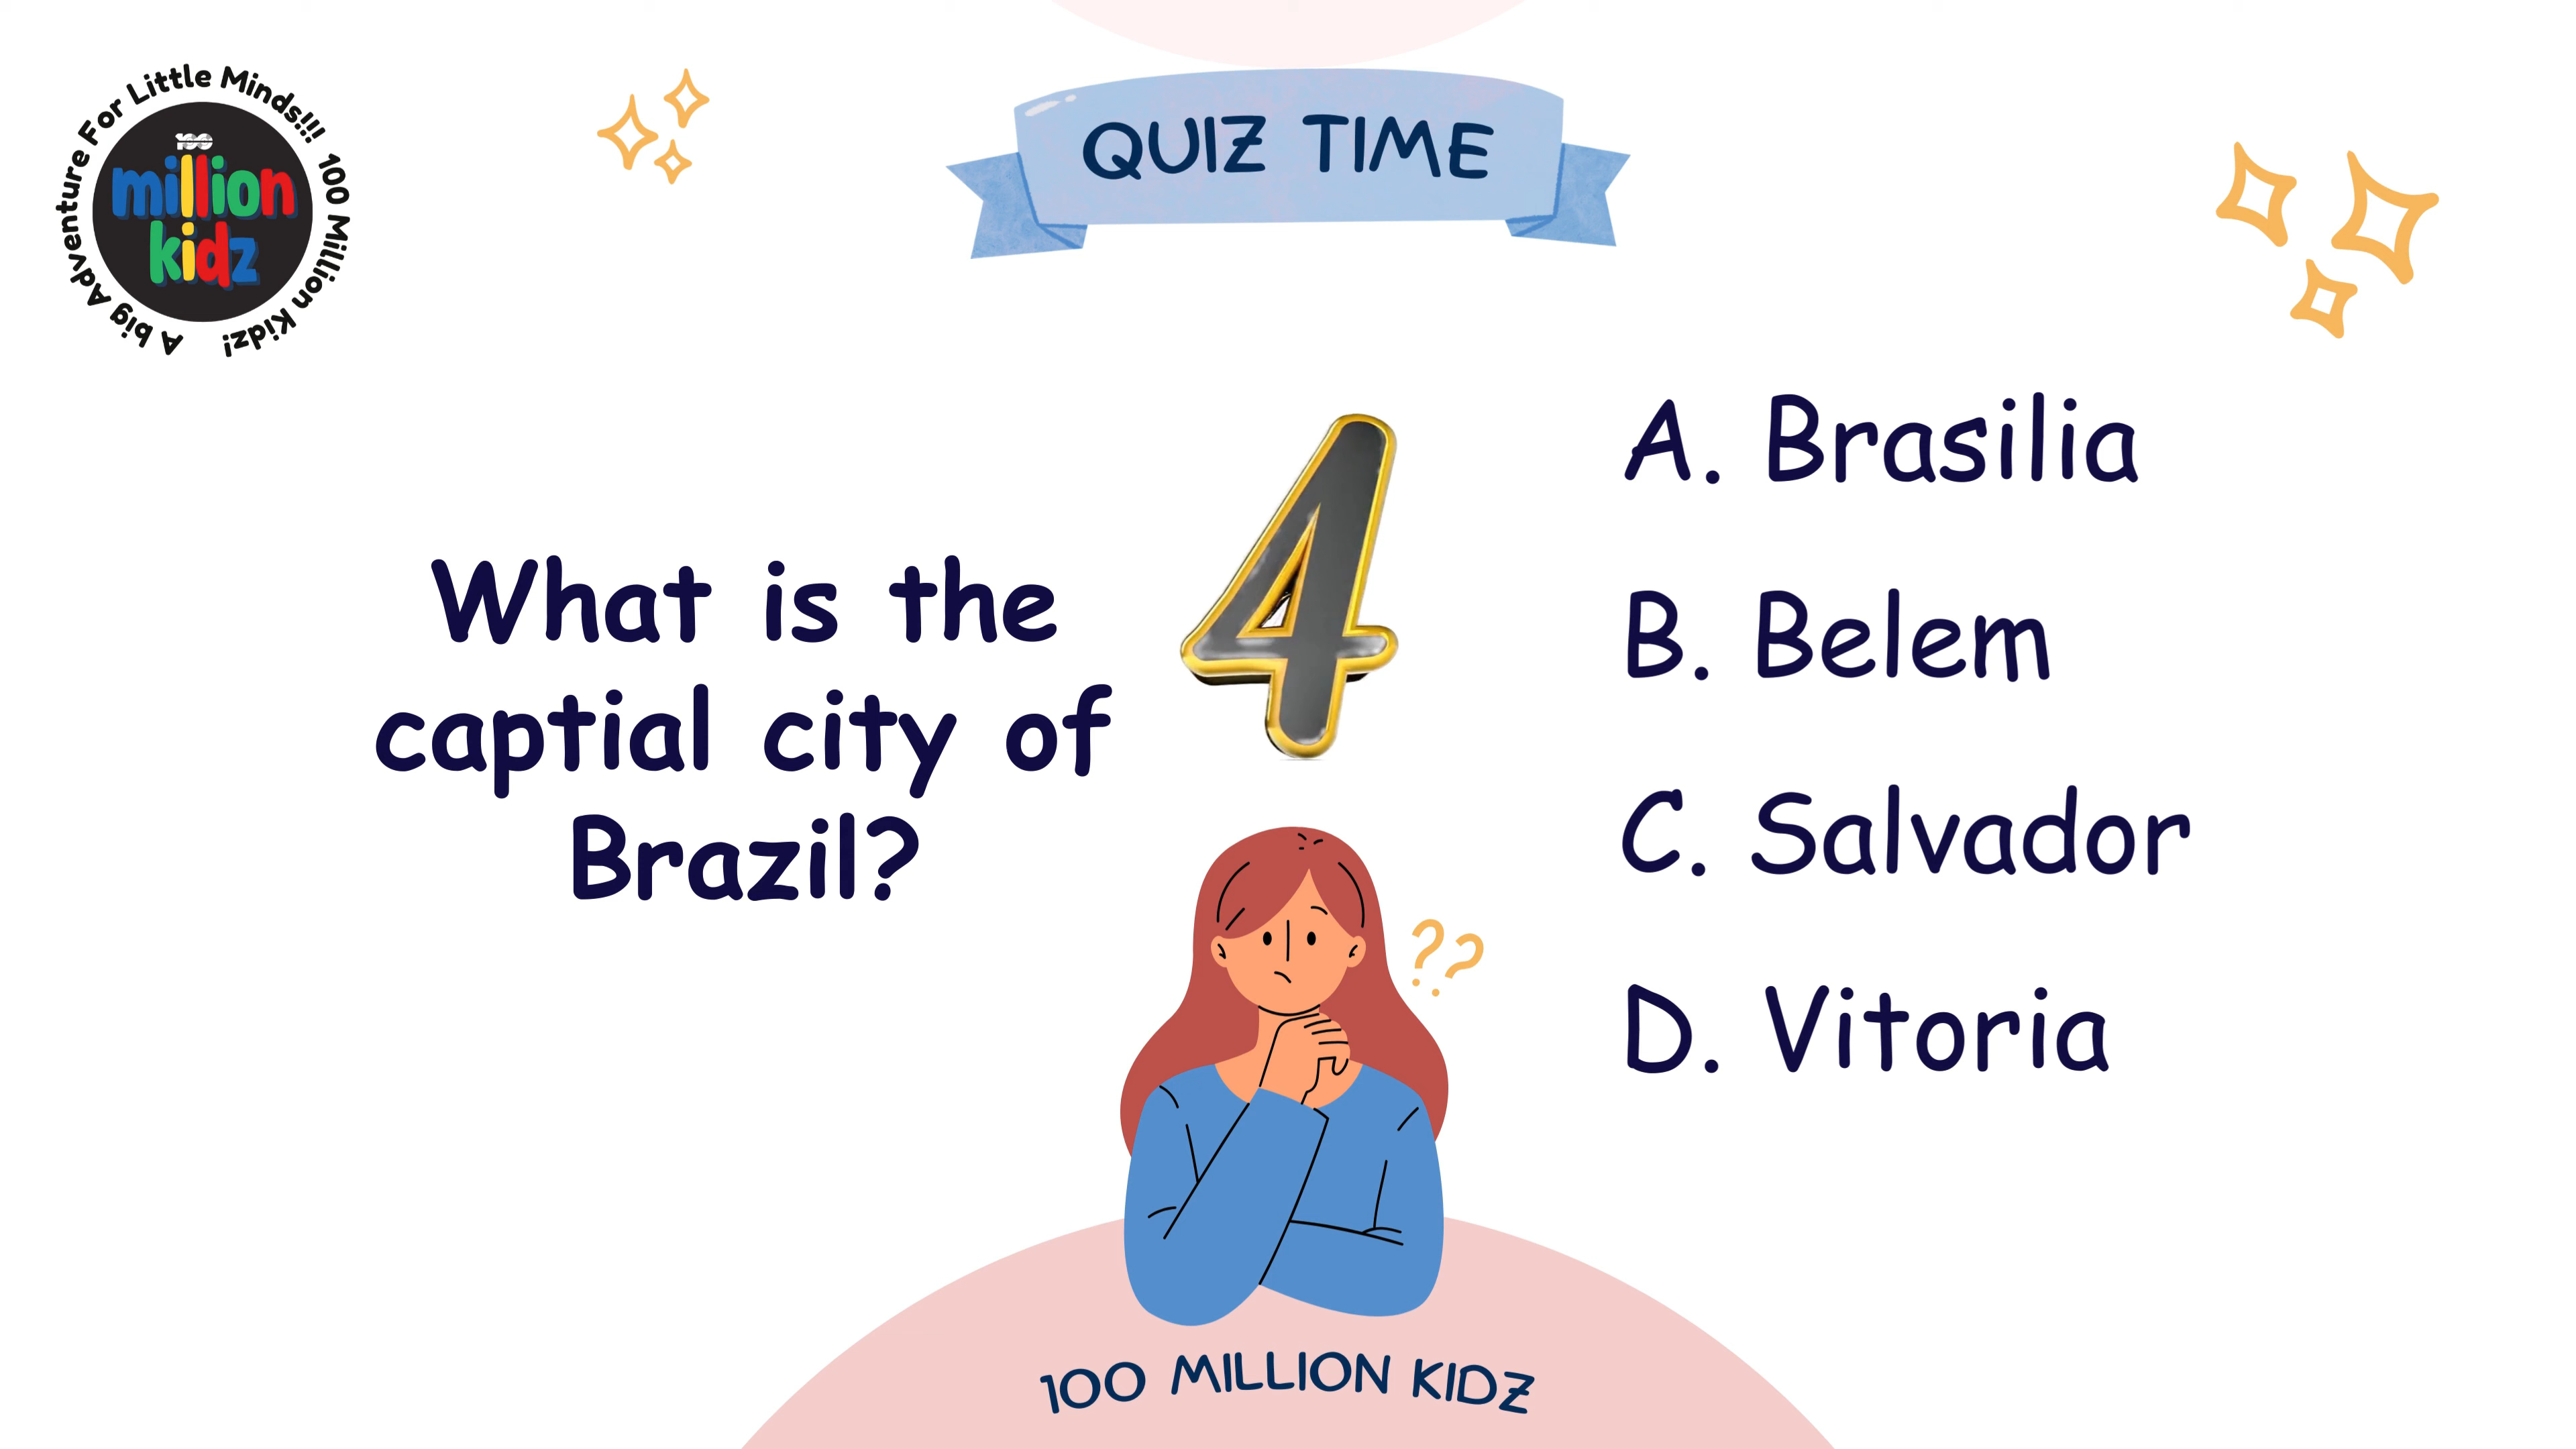 A big Adventure For Little Minds!!! 100 Million Kidz!
100
million
kidz
QUIZ TIME
What is the
captial city of
Brazil?
4
A. Brasilia
B. Belem
C. Salvador
D. Vitoria
??
100 MILLION KIDZ